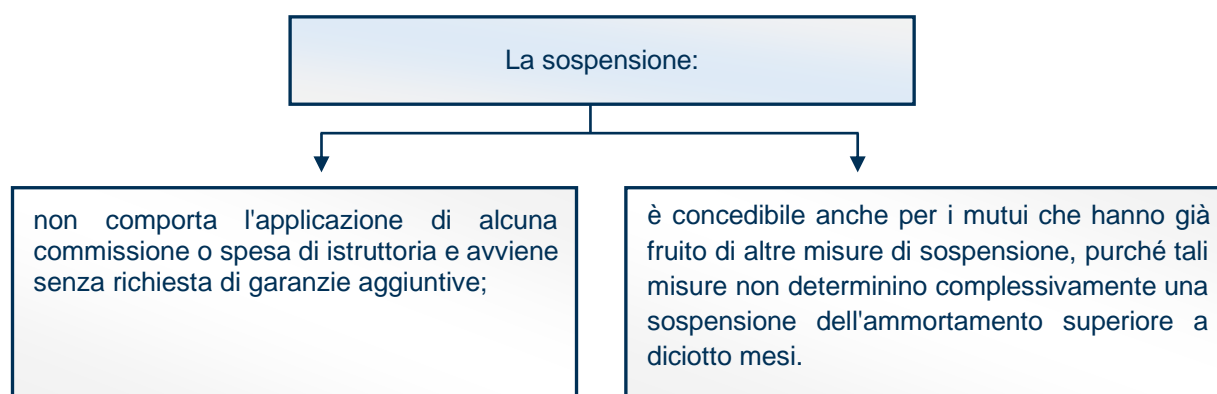 La sospensione:
non comporta l'applicazione di alcuna
commissione o spesa di istruttoria e avviene
senza richiesta di garanzie aggiuntive;
è concedibile anche per i mutui che hanno già
fruito di altre misure di sospensione, purché tali
misure non determinino complessivamente una
sospensione dell'ammortamento superiore a
diciotto mesi.